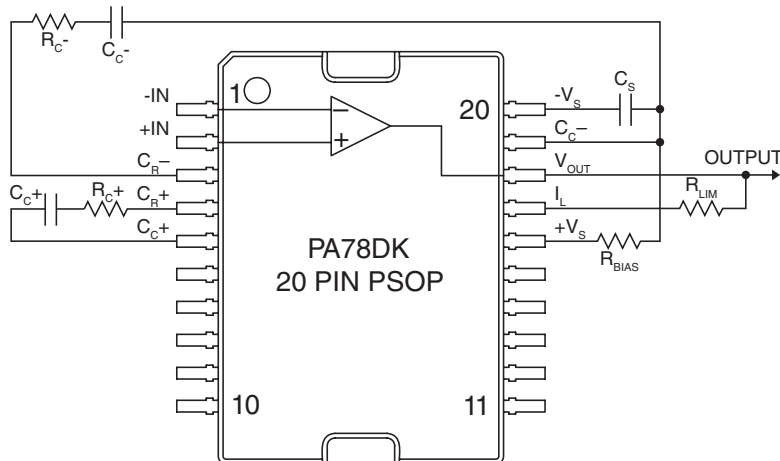 R_C-
C_C-
-IN
1
20
-V_S
C_S
+IN
C_C–
C_R–
V_OUT
OUTPUT
C_C+
R_C+
C_R+
I_L
R_LIM
C_C+
+V_S
R_BIAS
PA78DK
20 PIN PSOP
10
11